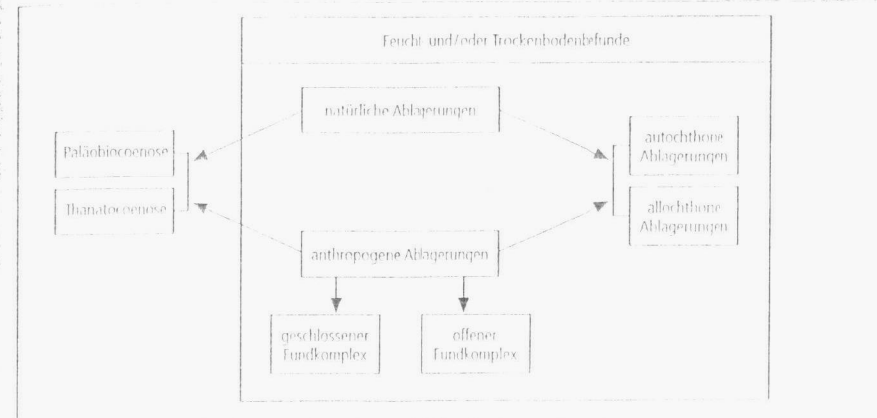 Feucht- und/oder Trockenbodenbefunde
natürliche Ablagerungen
Paläobiocoenose
Thanatocoenose
autochthone
Ablagerungen
allochthone
Ablagerungen
anthropogene Ablagerungen
geschlossener
Fundkomplex
offener
Fundkomplex